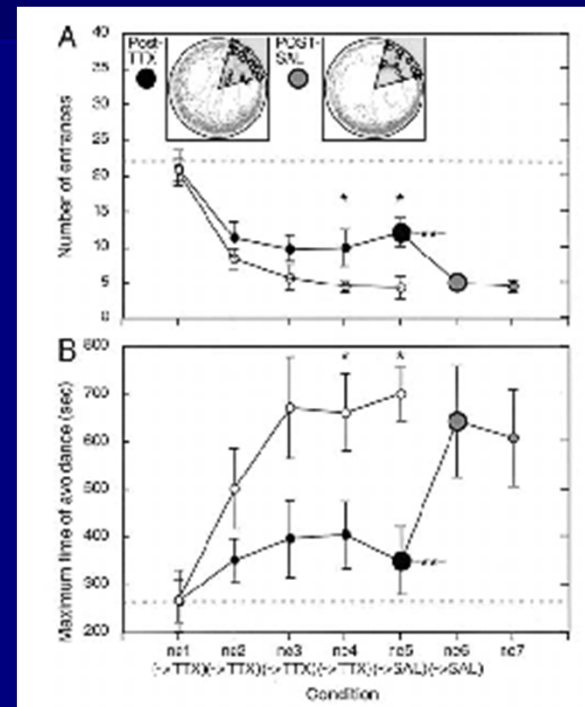 A
Post-
TTX
POST-
SAL
40
35
30
25
20
15
10
5
0
Number of entrances
B
800
700
600
500
400
300
200
Maximum time of avoidance (sec)
nc1 nc2 nc3 nc4 nc5 nc6 nc7
(->TTX)(->TTX)(->TTX)(->TTX)(->SAL)(->SAL)
Condition